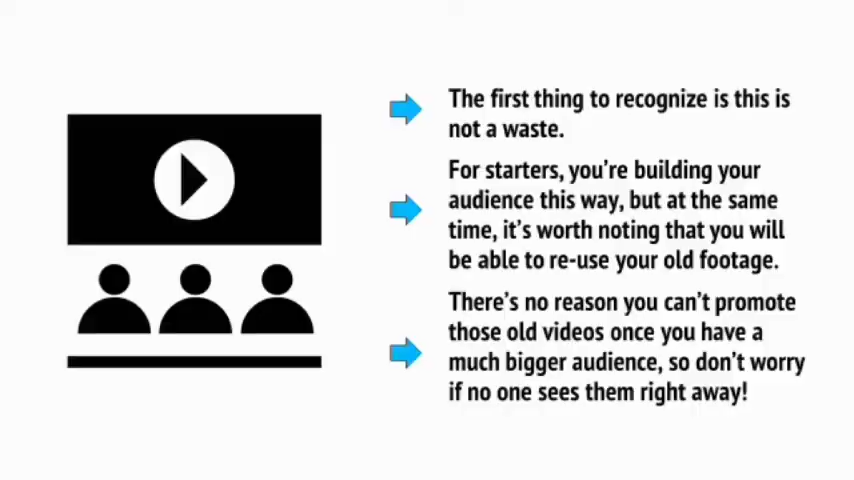 The first thing to recognize is this is
not a waste.
For starters, you're building your
audience this way, but at the same
time, it's worth noting that you will
be able to re-use your old footage.
There's no reason you can't promote
those old videos once you have a
much bigger audience, so don't worry
if no one sees them right away!